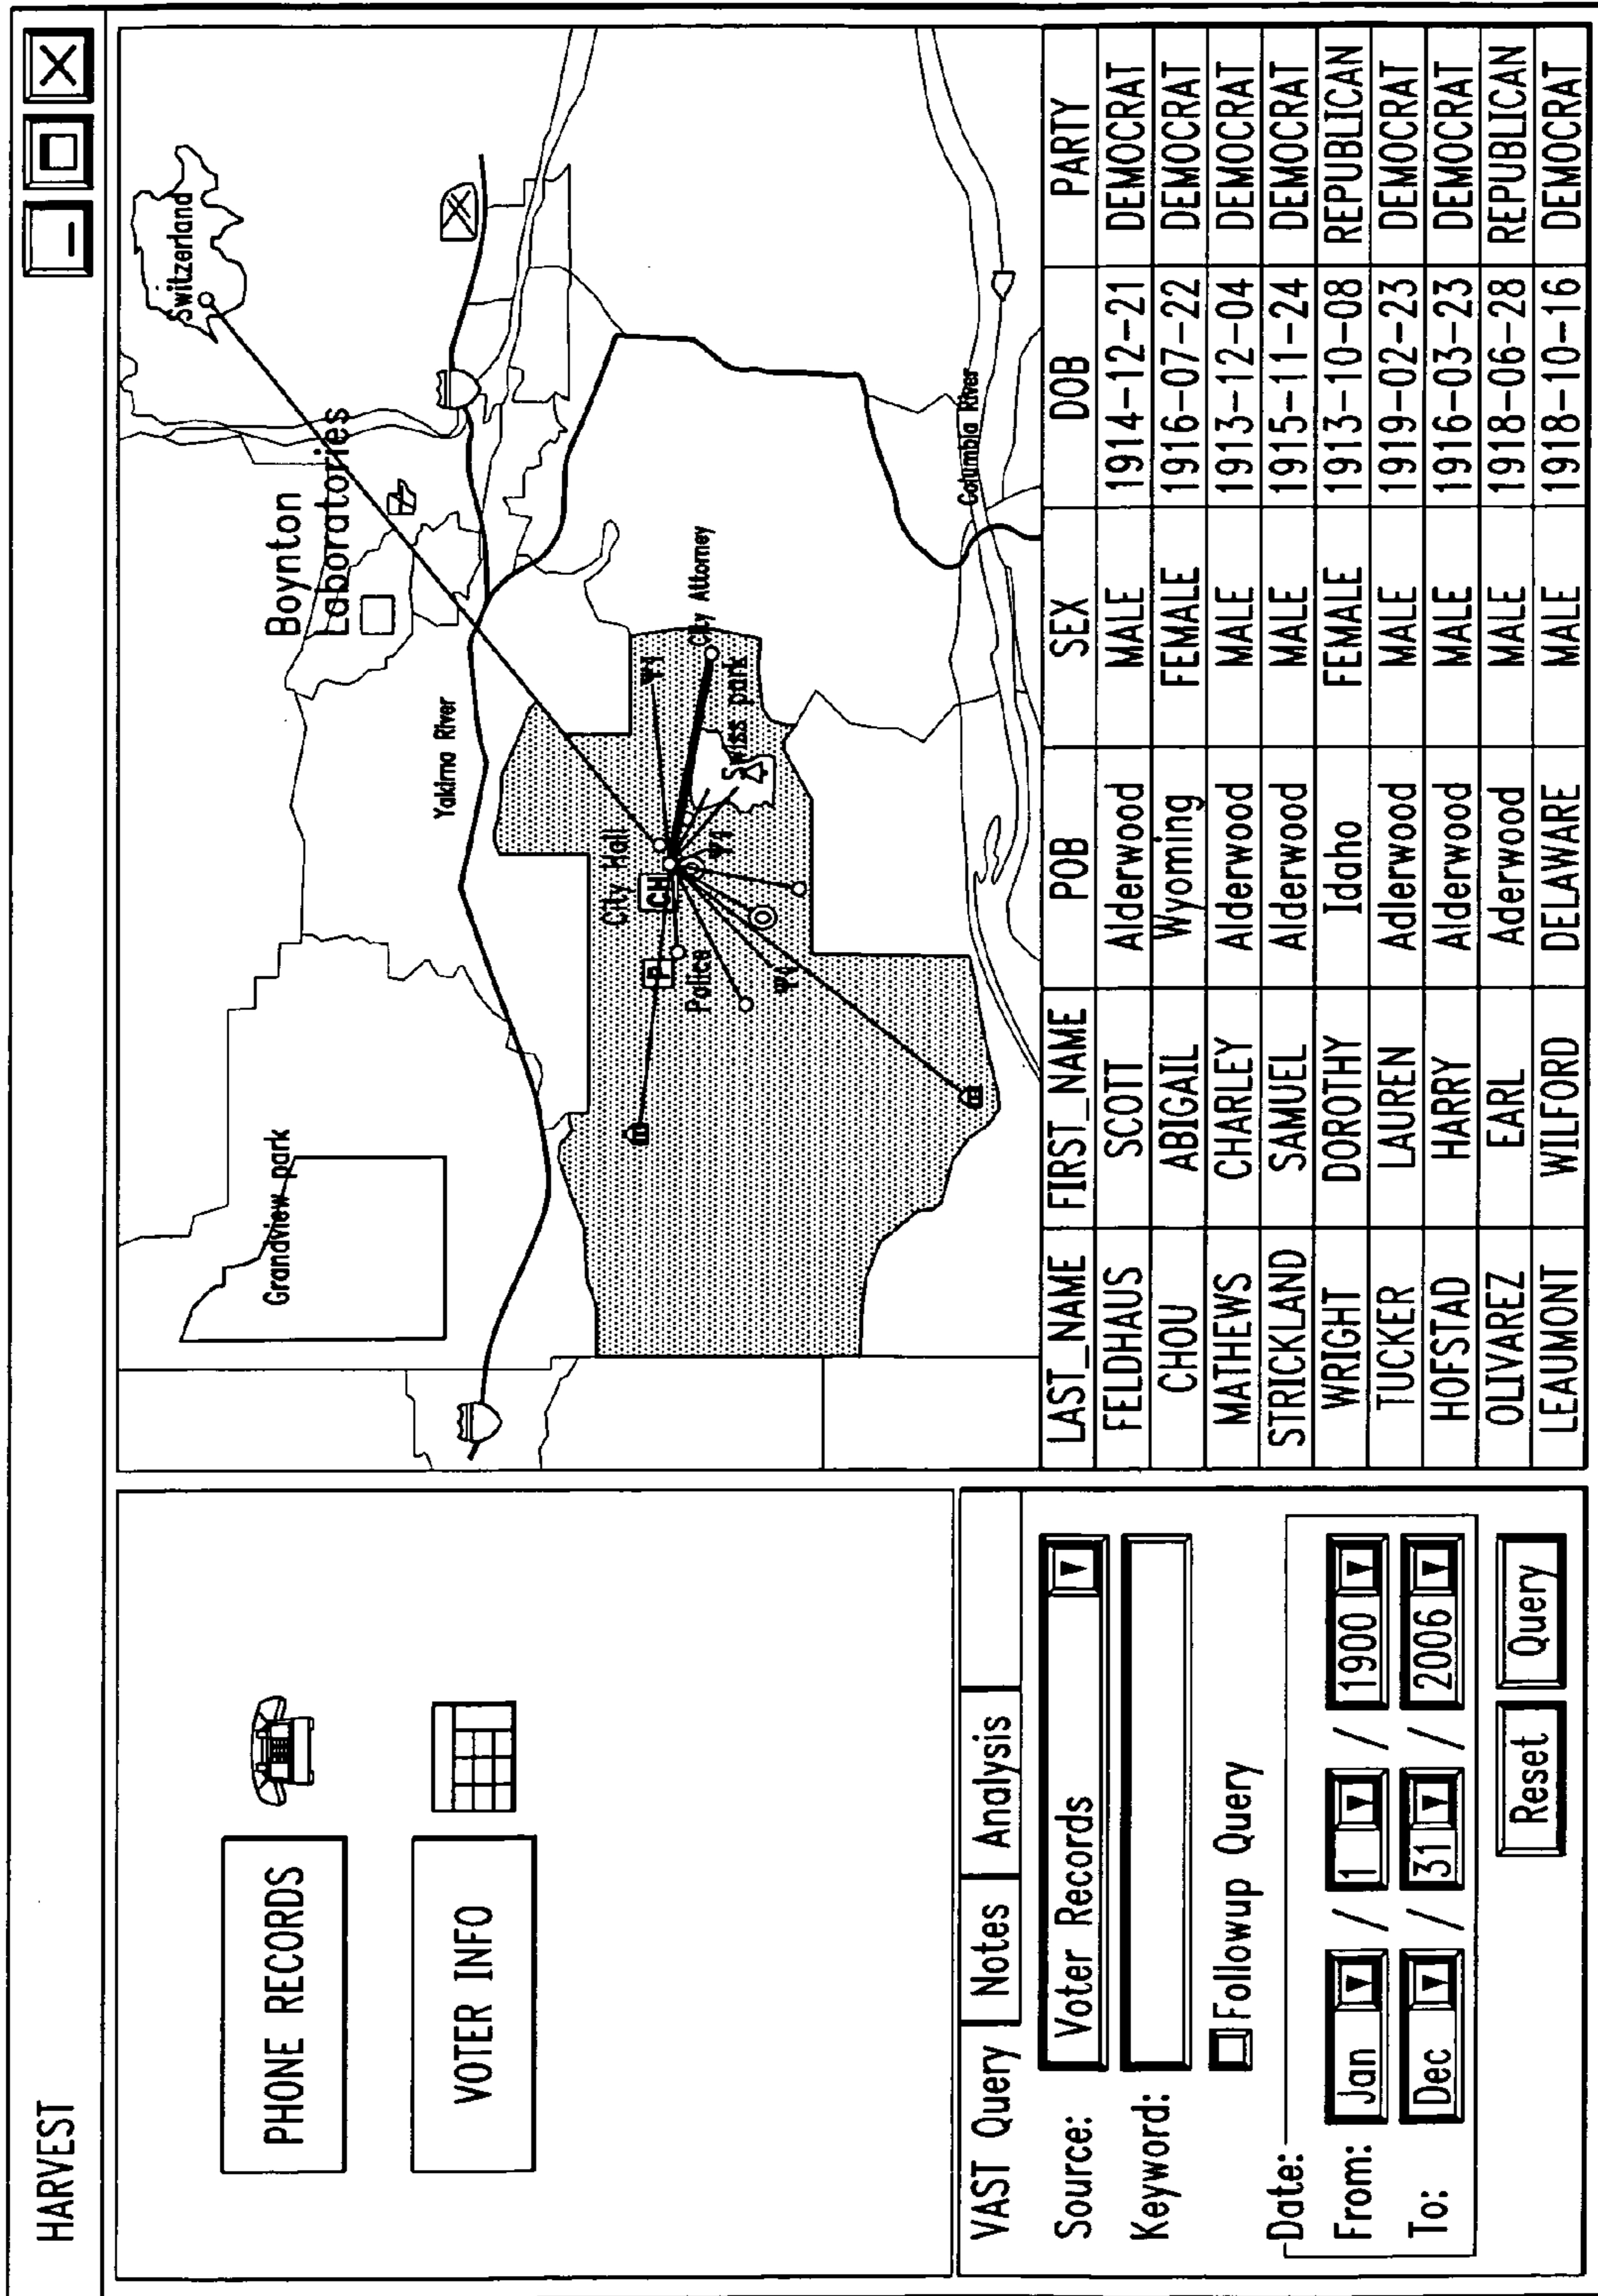 HARVEST
PHONE RECORDS
VOTER INFO
VAST Query Notes Analysis
Source: Voter Records
Keyword:
Followup Query
Date:
From: Jan / 1 / 1900
To: Dec / 31 / 2006
Reset Query
Switzerland
Boynton
Laboratories
Grandview park
Yakima River
City Hall
CH
P
Police
City Attorney
Swiss park
Columbia River
LAST_NAME FIRST_NAME POB SEX DOB PARTY
FELDHAUS SCOTT Alderwood MALE 1914-12-21 DEMOCRAT
CHOU ABIGAIL Wyoming FEMALE 1916-07-22 DEMOCRAT
MATHEWS CHARLEY Alderwood MALE 1913-12-04 DEMOCRAT
STRICKLAND SAMUEL Alderwood MALE 1915-11-24 DEMOCRAT
WRIGHT DOROTHY Idaho FEMALE 1913-10-08 REPUBLICAN
TUCKER LAUREN Adlerwood MALE 1919-02-23 DEMOCRAT
HOFSTAD HARRY Alderwood MALE 1916-03-23 DEMOCRAT
OLIVAREZ EARL Aderwood MALE 1918-06-28 REPUBLICAN
LEAUMONT WILFORD DELAWARE MALE 1918-10-16 DEMOCRAT